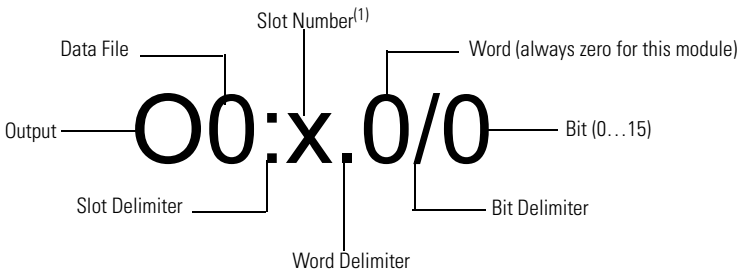 Slot Number(1)
Data File
Word (always zero for this module)
Output
O0:x.0/0
Bit (0…15)
Slot Delimiter
Bit Delimiter
Word Delimiter